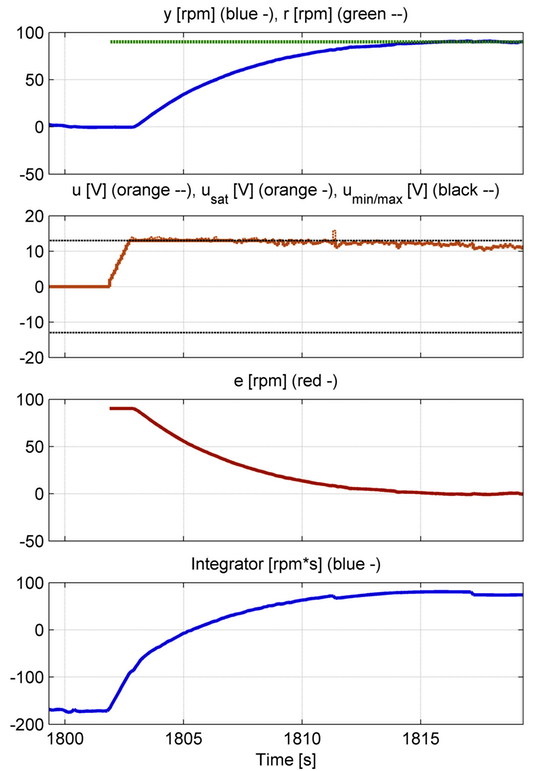 y [rpm] (blue -), r [rpm] (green --)
100
50
0
-50
u [V] (orange --), u_sat [V] (orange -), u_min/max [V] (black --)
20
10
0
-10
-20
e [rpm] (red -)
100
50
0
-50
Integrator [rpm*s] (blue -)
100
0
-100
-200
1800 1805 1810 1815
Time [s]